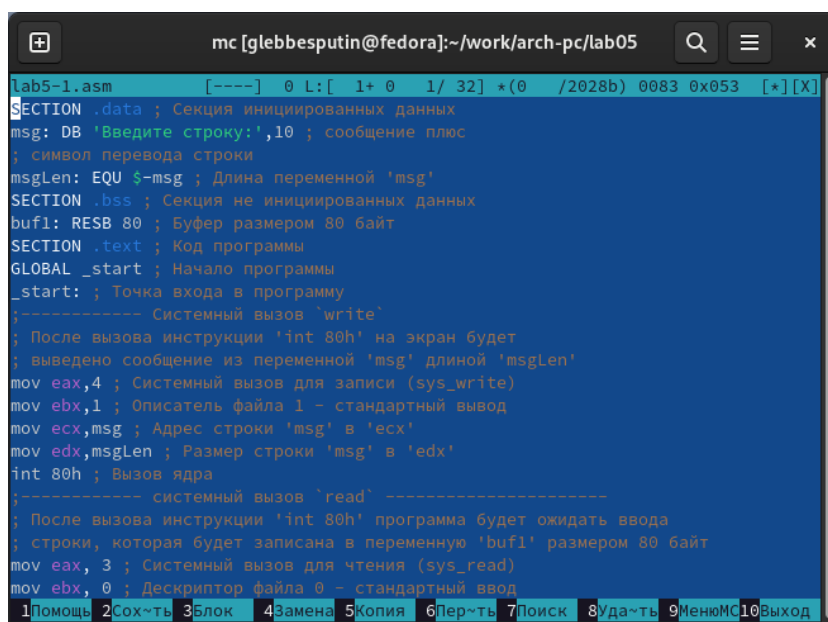 mc [glebbesputin@fedora]:~/work/arch-pc/lab05
lab5-1.asm [----] 0 L:[ 1+ 0 1/ 32] *(0 /2028b) 0083 0x053 [*][X]
SECTION .data ; Секция инициированных данных
msg: DB 'Введите строку:',10 ; сообщение плюс
; символ перевода строки
msgLen: EQU $-msg ; Длина переменной 'msg'
SECTION .bss ; Секция не инициированных данных
buf1: RESB 80 ; Буфер размером 80 байт
SECTION .text ; Код программы
GLOBAL _start ; Начало программы
_start: ; Точка входа в программу
;------------ Системный вызов `write`
; После вызова инструкции 'int 80h' на экран будет
; выведено сообщение из переменной 'msg' длиной 'msgLen'
mov eax,4 ; Системный вызов для записи (sys_write)
mov ebx,1 ; Описатель файла 1 - стандартный вывод
mov ecx,msg ; Адрес строки 'msg' в 'ecx'
mov edx,msgLen ; Размер строки 'msg' в 'edx'
int 80h ; Вызов ядра
;------------ системный вызов `read` ----------------------
; После вызова инструкции 'int 80h' программа будет ожидать ввода
; строки, которая будет записана в переменную 'buf1' размером 80 байт
mov eax, 3 ; Системный вызов для чтения (sys_read)
mov ebx, 0 ; Дескриптор файла 0 - стандартный ввод
1Помощь 2Сох~ть 3Блок 4Замена 5Копия 6Пер~ть 7Поиск 8Уда~ть 9МенюMC 10Выход